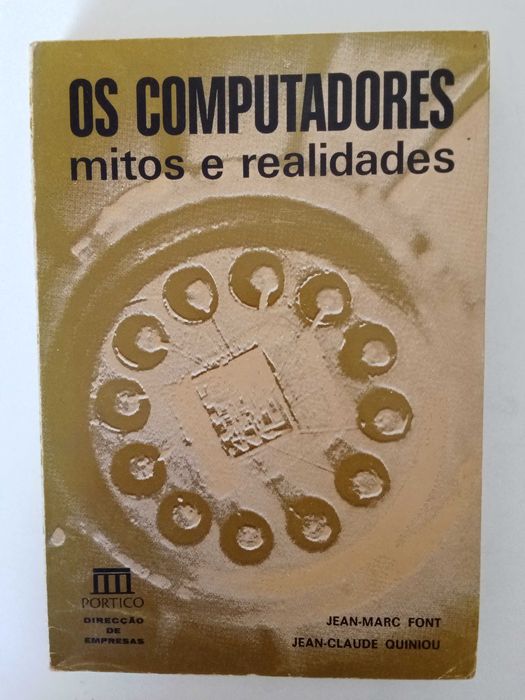 OS COMPUTADORES
mitos e realidades
PORTICO
DIRECÇÃO
DE
EMPRESAS
JEAN-MARC FONT
JEAN-CLAUDE QUINIOU